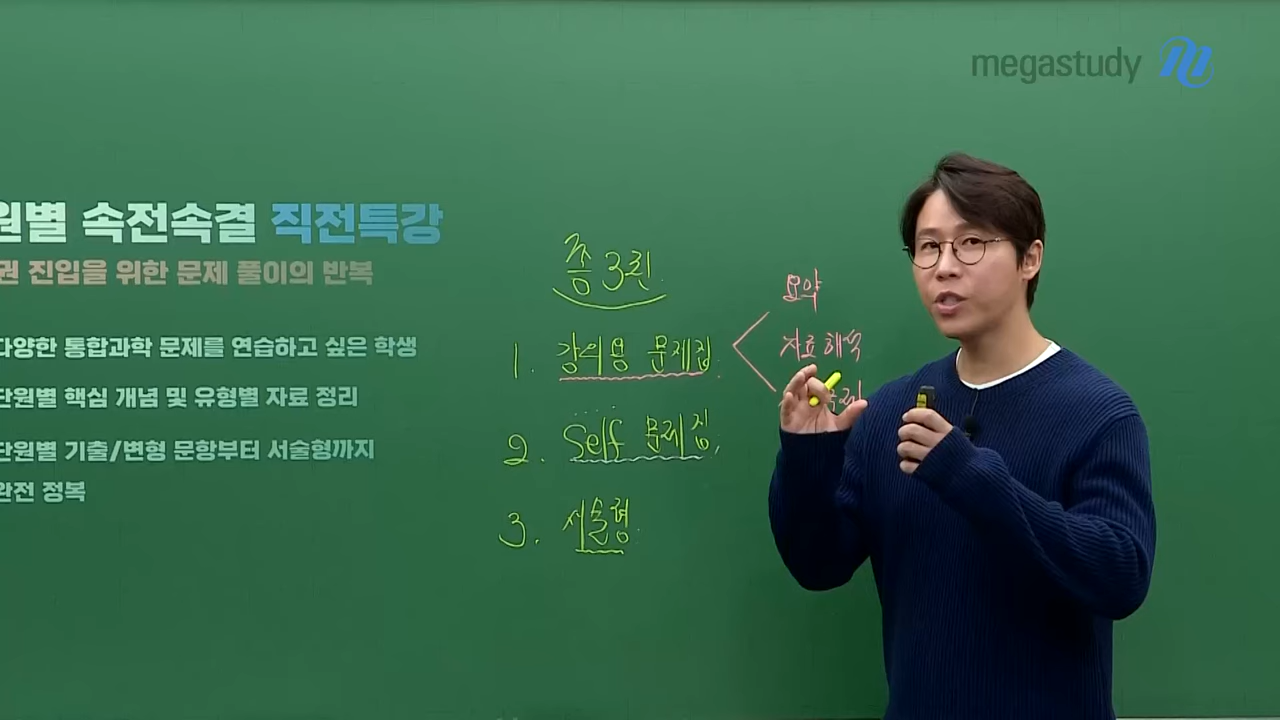 megastudy
원별 속전속결 직전특강
권 진입을 위한 문제 풀이의 반복
다양한 통합과학 문제를 연습하고 싶은 학생
단원별 핵심 개념 및 유형별 자료 정리
단원별 기출/변형 문항부터 서술형까지
완전 정복
총 3권
1. 강의용 문제집
요약
자료해석
2. Self 문제집
3. 서술형